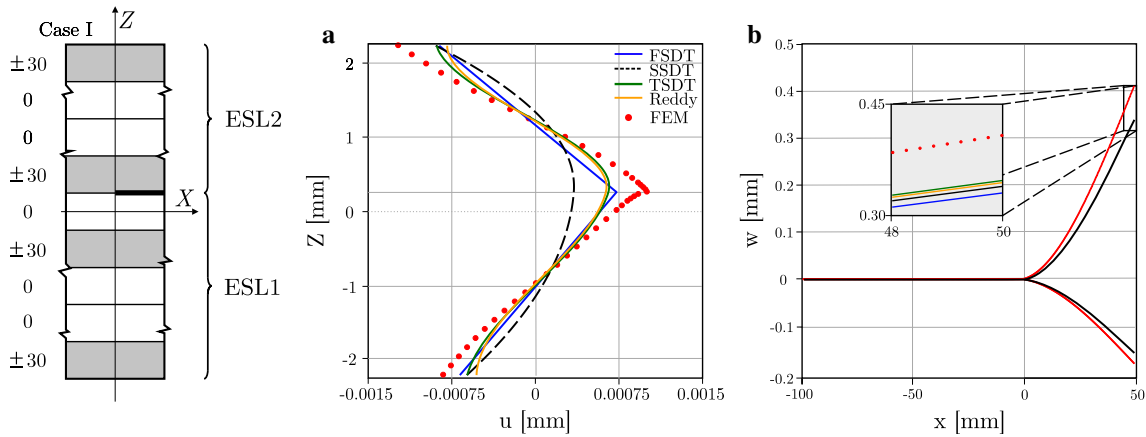 Case I
Z
±30
0
0
±30
0
±30
0
0
±30
X
ESL2
ESL1
a
2
1
0
-1
-2
Z [mm]
FSDT
SSDT
TSDT
Reddy
FEM
-0.0015
-0.00075
0
0.00075
0.0015
u [mm]
b
0.5
0.4
0.3
0.2
0.1
0
-0.1
-0.2
w [mm]
0.45
0.30
48
50
-100
-50
0
50
x [mm]